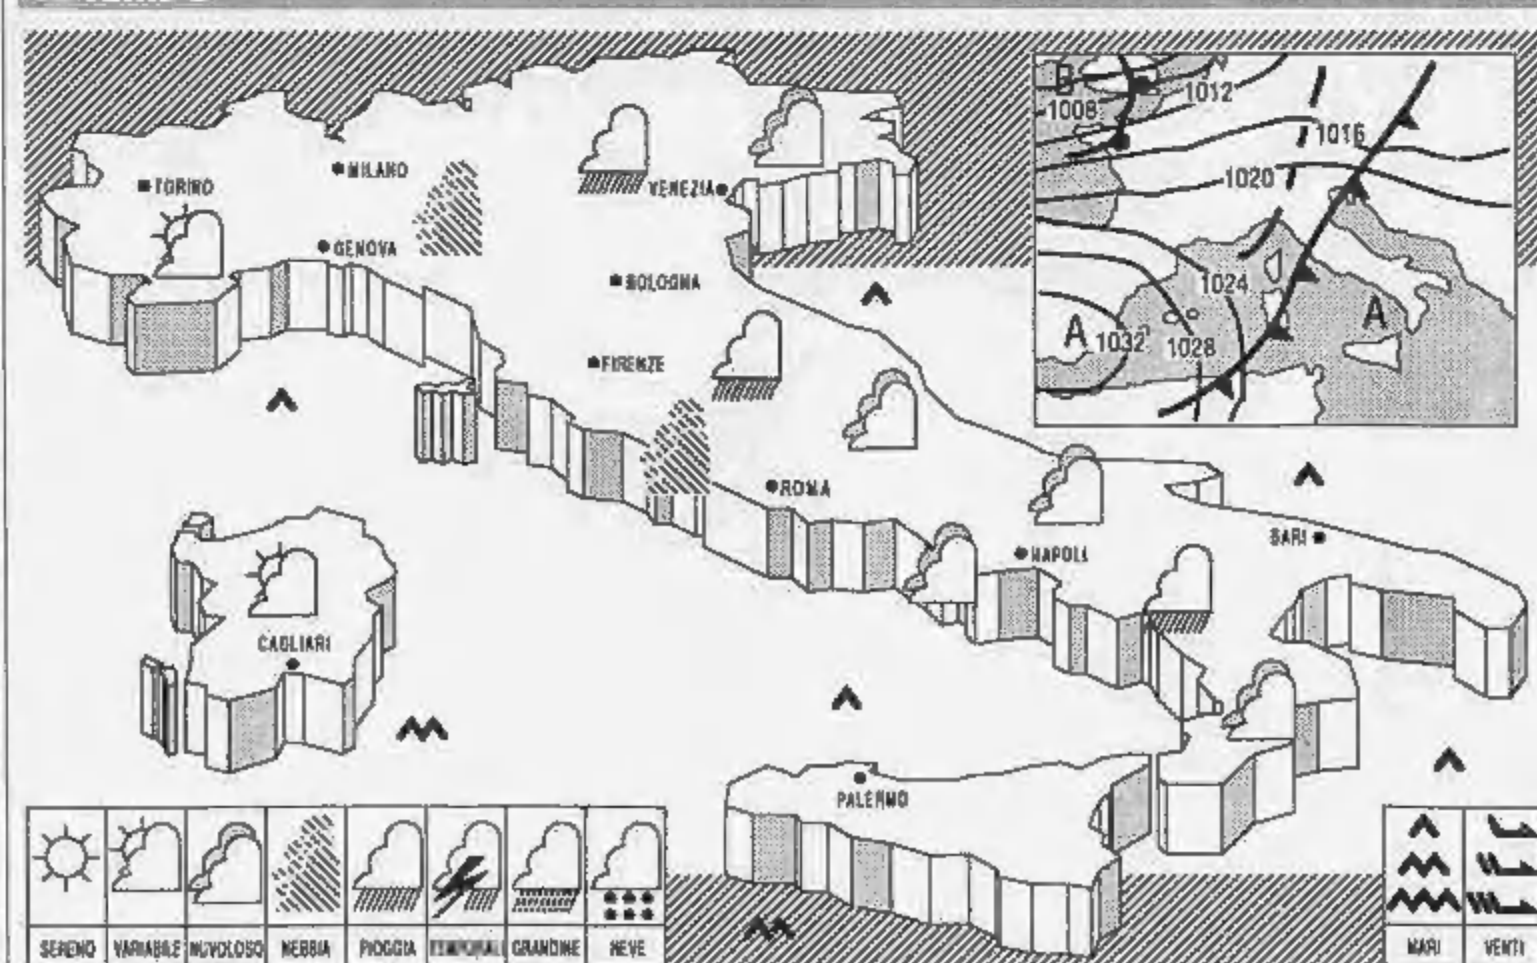 B
1008
1012
1016
1020
1024
A
1032
1028
A
MILANO
TORINO
VENEZIA
GENOVA
BOLOGNA
FIRENZE
ROMA
BARI
NAPOLI
CAGLIARI
PALERMO
SERENO VARIABILE NUVOLOSO NEBBIA PIOGGIA TEMPORALI GRANDINE NEVE
MARI VENTI